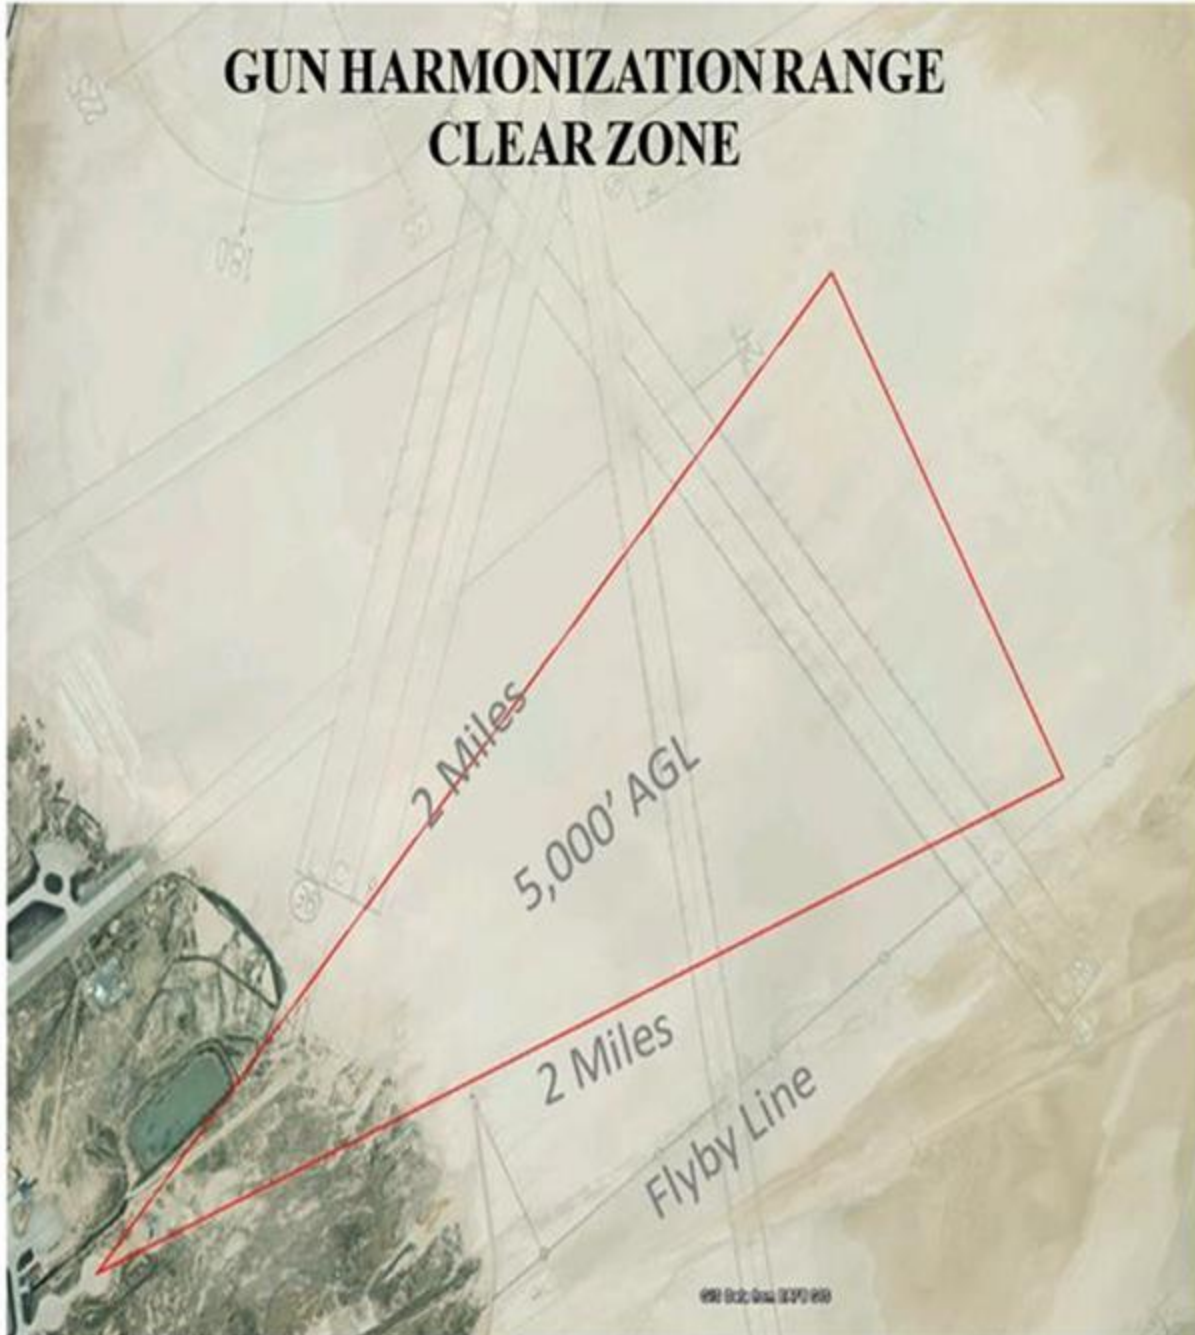 GUN HARMONIZATION RANGE
CLEAR ZONE
2 Miles
5,000' AGL
2 Miles
Flyby Line